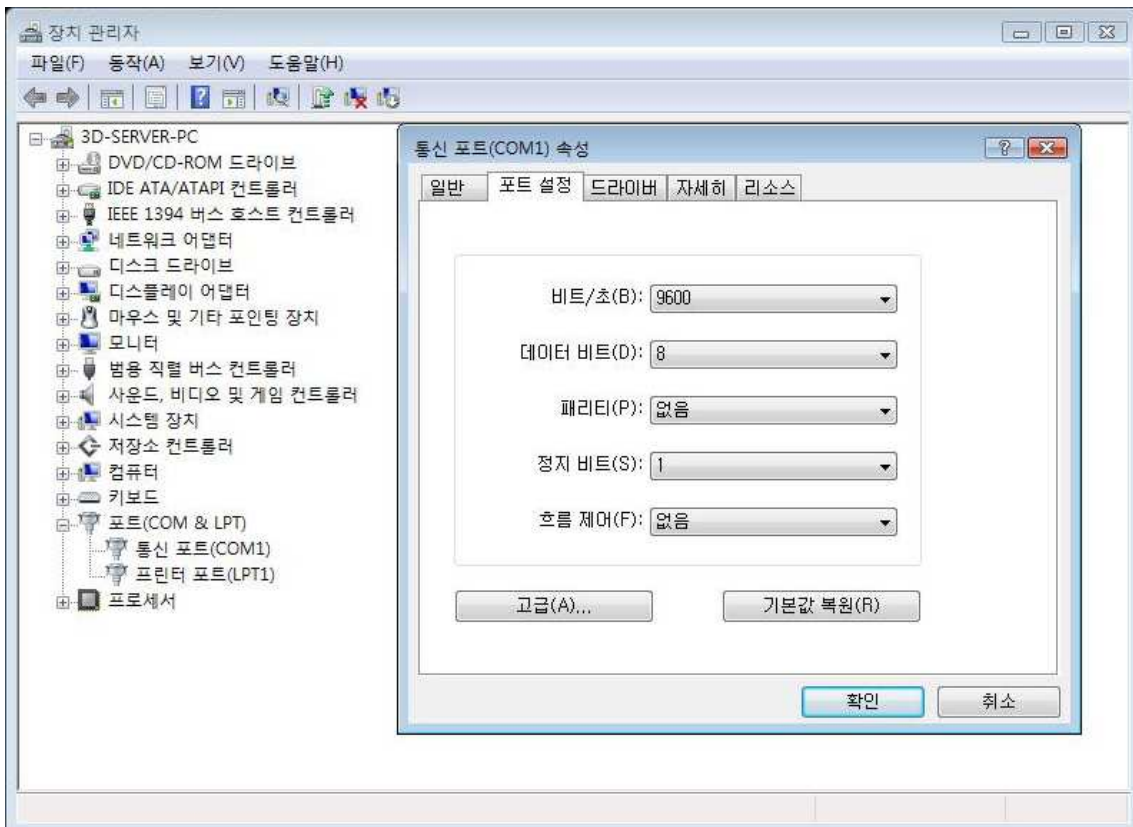 장치 관리자
파일(F) 동작(A) 보기(V) 도움말(H)
3D-SERVER-PC
DVD/CD-ROM 드라이브
IDE ATA/ATAPI 컨트롤러
IEEE 1394 버스 호스트 컨트롤러
네트워크 어댑터
디스크 드라이브
디스플레이 어댑터
마우스 및 기타 포인팅 장치
모니터
범용 직렬 버스 컨트롤러
사운드, 비디오 및 게임 컨트롤러
시스템 장치
저장소 컨트롤러
컴퓨터
키보드
포트(COM & LPT)
통신 포트(COM1)
프린터 포트(LPT1)
프로세서
통신 포트(COM1) 속성
일반 포트 설정 드라이버 자세히 리소스
비트/초(B): 9600
데이터 비트(D): 8
패리티(P): 없음
정지 비트(S): 1
흐름 제어(F): 없음
고급(A)... 기본값 복원(R)
확인 취소